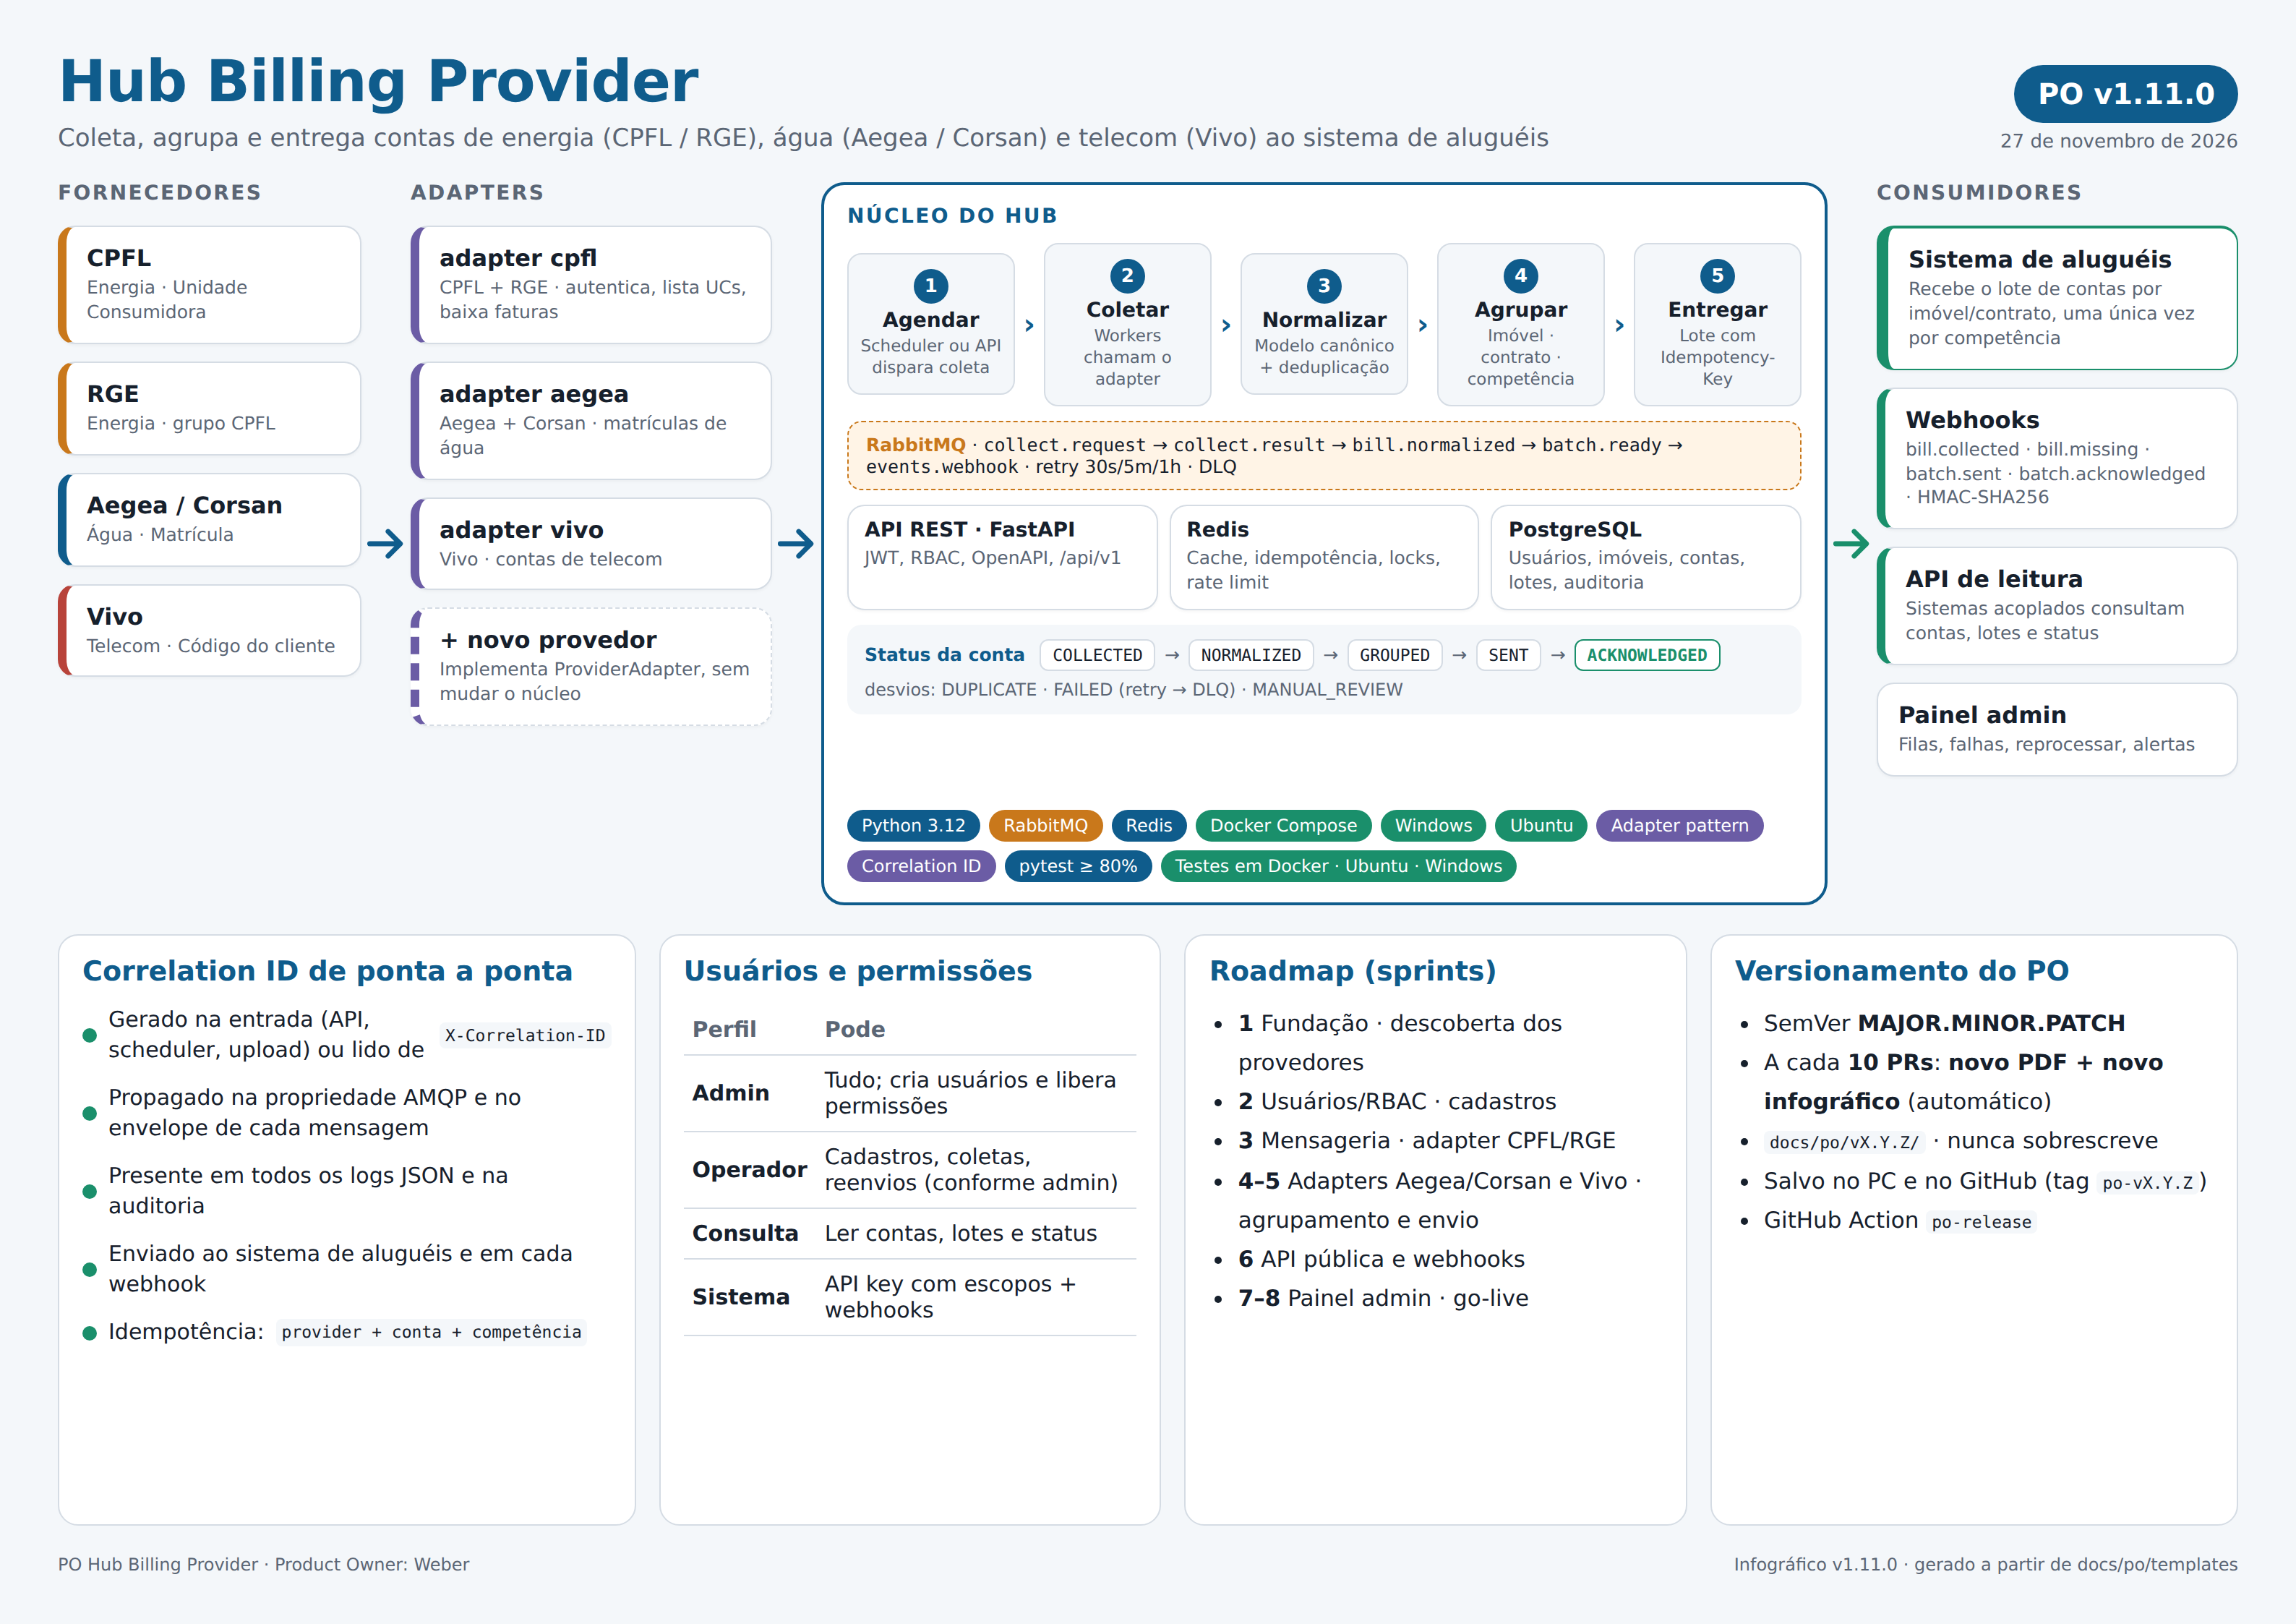 Hub Billing Provider
Coleta, agrupa e entrega contas de energia (CPFL / RGE), água (Aegea / Corsan) e telecom (Vivo) ao sistema de aluguéis
PO v1.11.0
27 de novembro de 2026
FORNECEDORES
CPFL
Energia · Unidade
Consumidora
RGE
Energia · grupo CPFL
Aegea / Corsan
Água · Matrícula
Vivo
Telecom · Código do cliente
ADAPTERS
adapter cpfl
CPFL + RGE · autentica, lista UCs,
baixa faturas
adapter aegea
Aegea + Corsan · matrículas de
água
adapter vivo
Vivo · contas de telecom
+ novo provedor
Implementa ProviderAdapter, sem
mudar o núcleo
NÚCLEO DO HUB
1
Agendar
Scheduler ou API
dispara coleta
›
2
Coletar
Workers
chamam o
adapter
›
3
Normalizar
Modelo canônico
+ deduplicação
›
4
Agrupar
Imóvel ·
contrato ·
competência
›
5
Entregar
Lote com
Idempotency-
Key
RabbitMQ · collect.request → collect.result → bill.normalized → batch.ready →
events.webhook · retry 30s/5m/1h · DLQ
API REST · FastAPI
JWT, RBAC, OpenAPI, /api/v1
Redis
Cache, idempotência, locks,
rate limit
PostgreSQL
Usuários, imóveis, contas,
lotes, auditoria
Status da conta COLLECTED → NORMALIZED → GROUPED → SENT → ACKNOWLEDGED
desvios: DUPLICATE · FAILED (retry → DLQ) · MANUAL_REVIEW
Python 3.12 RabbitMQ Redis Docker Compose Windows Ubuntu Adapter pattern
Correlation ID pytest ≥ 80% Testes em Docker · Ubuntu · Windows
CONSUMIDORES
Sistema de aluguéis
Recebe o lote de contas por
imóvel/contrato, uma única vez
por competência
Webhooks
bill.collected · bill.missing ·
batch.sent · batch.acknowledged
· HMAC-SHA256
API de leitura
Sistemas acoplados consultam
contas, lotes e status
Painel admin
Filas, falhas, reprocessar, alertas
Correlation ID de ponta a ponta
Gerado na entrada (API,
scheduler, upload) ou lido de X-Correlation-ID
Propagado na propriedade AMQP e no
envelope de cada mensagem
Presente em todos os logs JSON e na
auditoria
Enviado ao sistema de aluguéis e em cada
webhook
Idempotência: provider + conta + competência
Usuários e permissões
Perfil Pode
Admin Tudo; cria usuários e libera
permissões
Operador Cadastros, coletas,
reenvios (conforme admin)
Consulta Ler contas, lotes e status
Sistema API key com escopos +
webhooks
Roadmap (sprints)
• 1 Fundação · descoberta dos
provedores
• 2 Usuários/RBAC · cadastros
• 3 Mensageria · adapter CPFL/RGE
• 4–5 Adapters Aegea/Corsan e Vivo ·
agrupamento e envio
• 6 API pública e webhooks
• 7–8 Painel admin · go-live
Versionamento do PO
• SemVer MAJOR.MINOR.PATCH
• A cada 10 PRs: novo PDF + novo
infográfico (automático)
• docs/po/vX.Y.Z/ · nunca sobrescreve
• Salvo no PC e no GitHub (tag po-vX.Y.Z)
• GitHub Action po-release
PO Hub Billing Provider · Product Owner: Weber
Infográfico v1.11.0 · gerado a partir de docs/po/templates